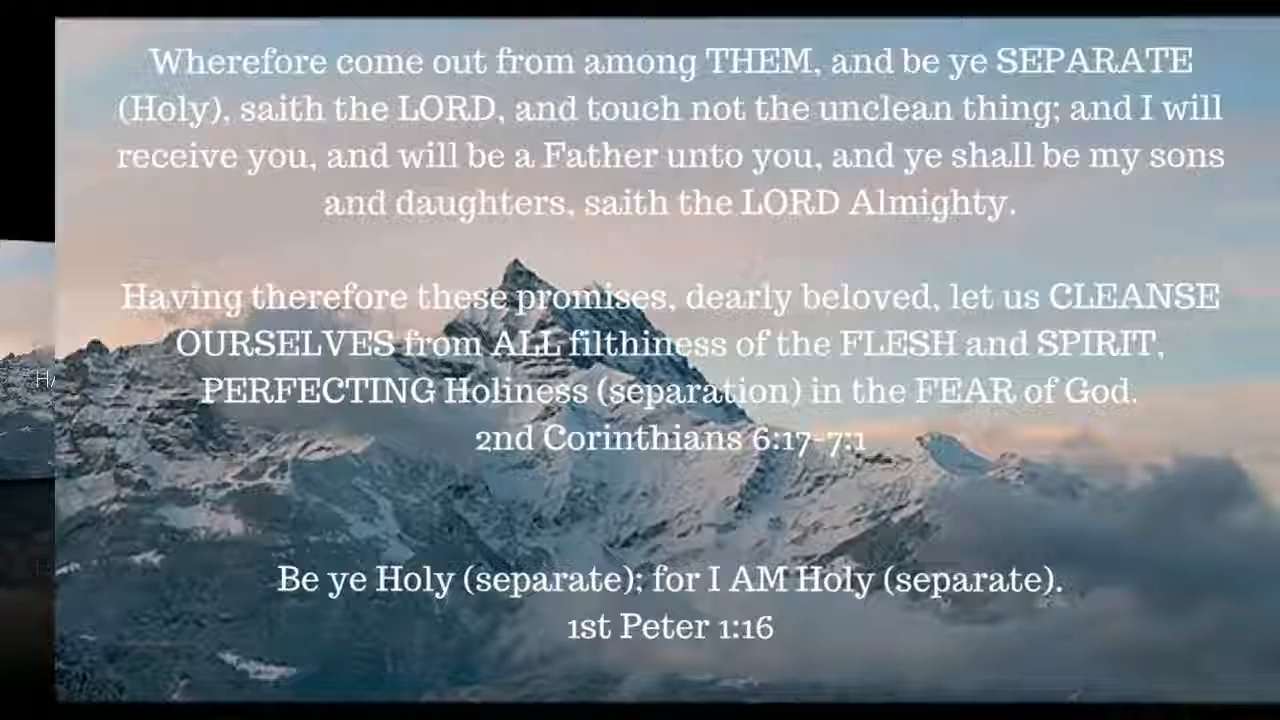 Wherefore come out from among THEM, and be ye SEPARATE
(Holy), saith the LORD, and touch not the unclean thing; and I will
receive you, and will be a Father unto you, and ye shall be my sons
and daughters, saith the LORD Almighty.
Having therefore these promises, dearly beloved, let us CLEANSE
OURSELVES from ALL filthiness of the FLESH and SPIRIT,
PERFECTING Holiness (separation) in the FEAR of God.
2nd Corinthians 6:17-7:1
Be ye Holy (separate); for I AM Holy (separate).
1st Peter 1:16